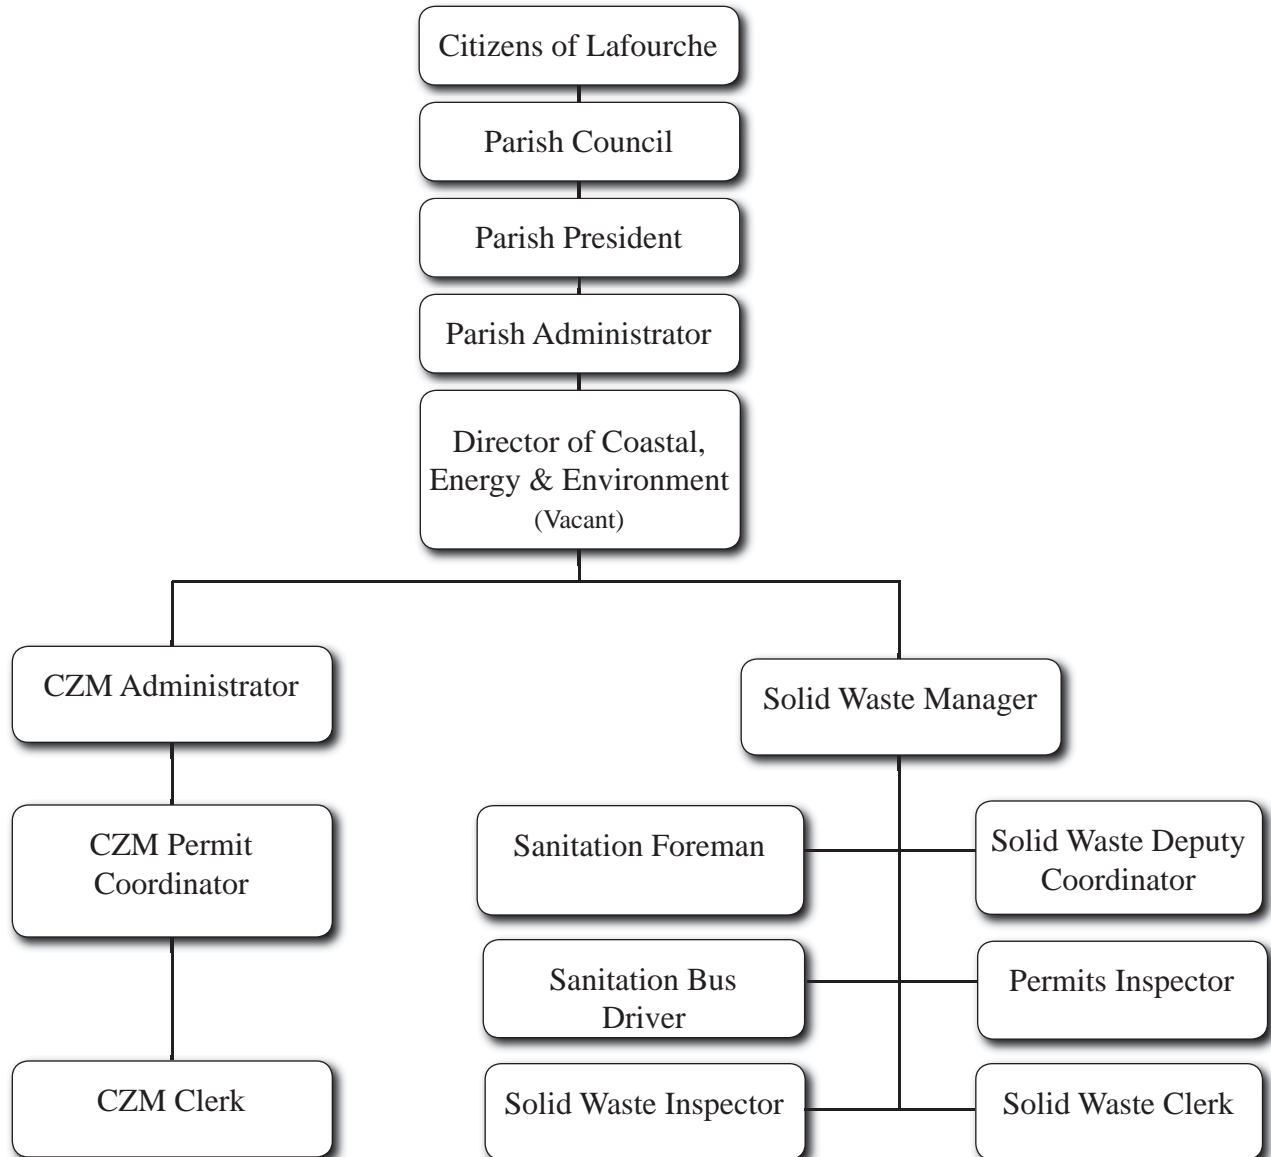 Citizens of Lafourche
Parish Council
Parish President
Parish Administrator
Director of Coastal,
Energy & Environment
(Vacant)
CZM Administrator
Solid Waste Manager
CZM Permit
Coordinator
Sanitation Foreman
Solid Waste Deputy
Coordinator
Sanitation Bus
Driver
Permits Inspector
CZM Clerk
Solid Waste Inspector
Solid Waste Clerk